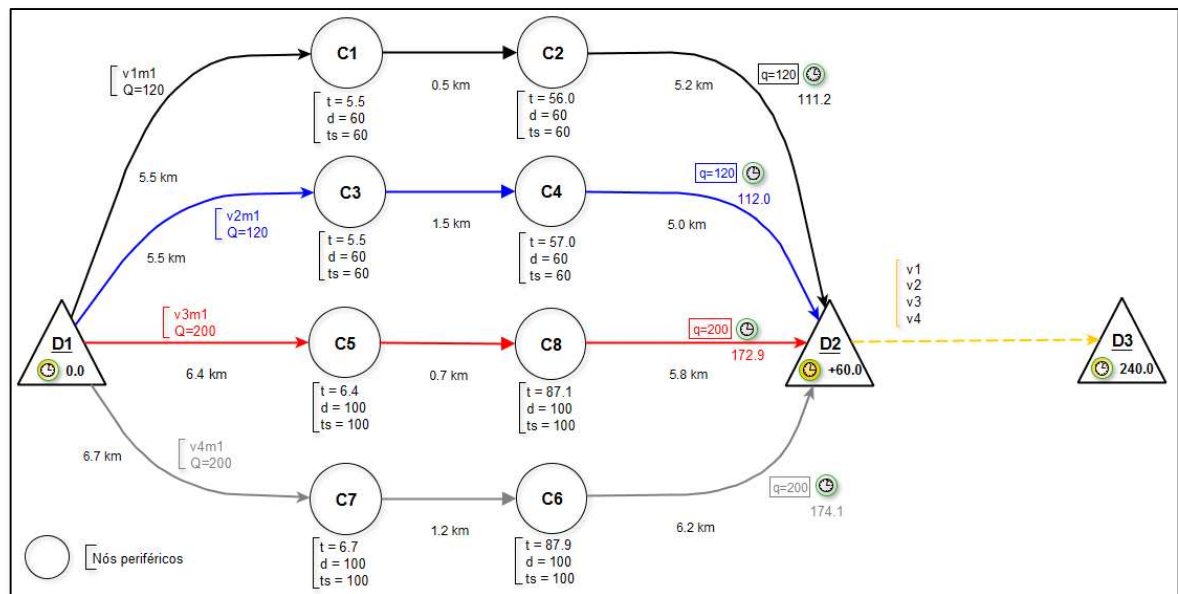 C1
C2
v1m1
Q=120
0.5 km
5.2 km
q=120
111.2
t = 5.5
d = 60
ts = 60
t = 56.0
d = 60
ts = 60
5.5 km
C3
C4
v2m1
Q=120
1.5 km
5.0 km
q=120
112.0
5.5 km
t = 5.5
d = 60
ts = 60
t = 57.0
d = 60
ts = 60
v1
v2
v3
v4
D1
0.0
v3m1
Q=200
6.4 km
C5
0.7 km
C8
q=200
172.9
5.8 km
D2
+60.0
D3
240.0
t = 6.4
d = 100
ts = 100
t = 87.1
d = 100
ts = 100
6.7 km
v4m1
Q=200
C7
1.2 km
C6
6.2 km
q=200
174.1
t = 6.7
d = 100
ts = 100
t = 87.9
d = 100
ts = 100
Nós periféricos